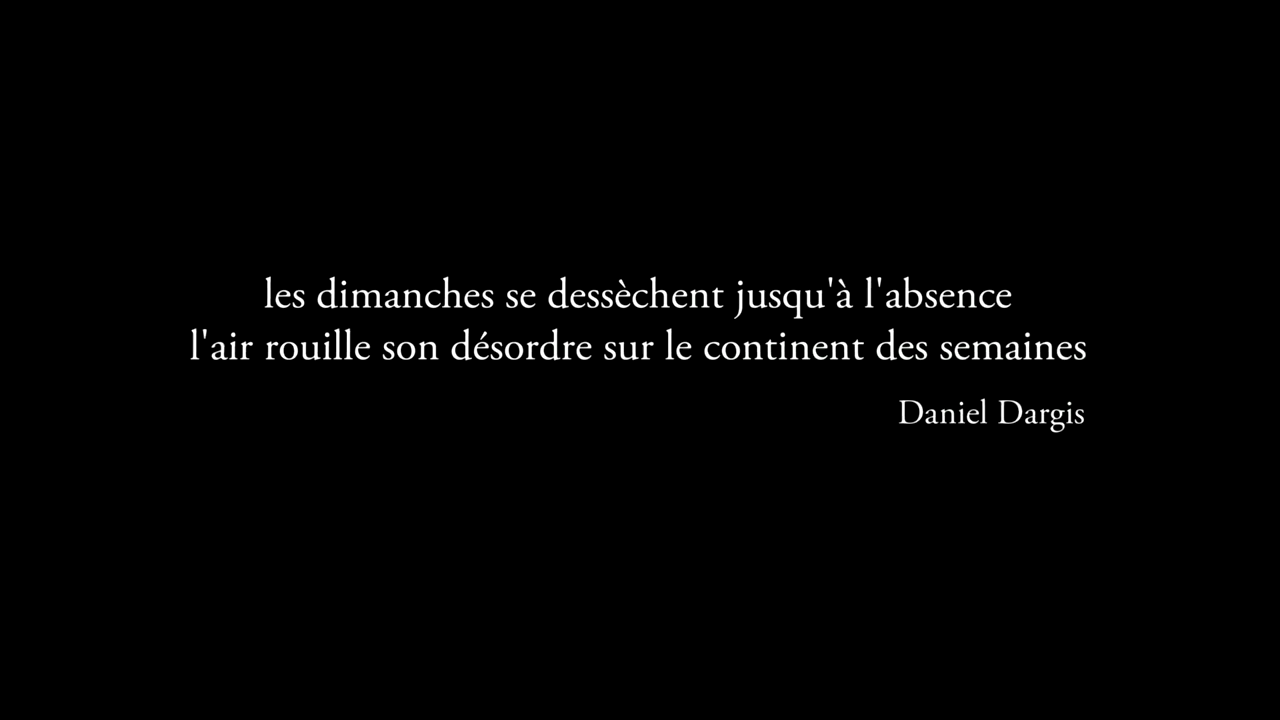 les dimanches se dessèchent jusqu'à l'absence
l'air rouille son désordre sur le continent des semaines
Daniel Dargis